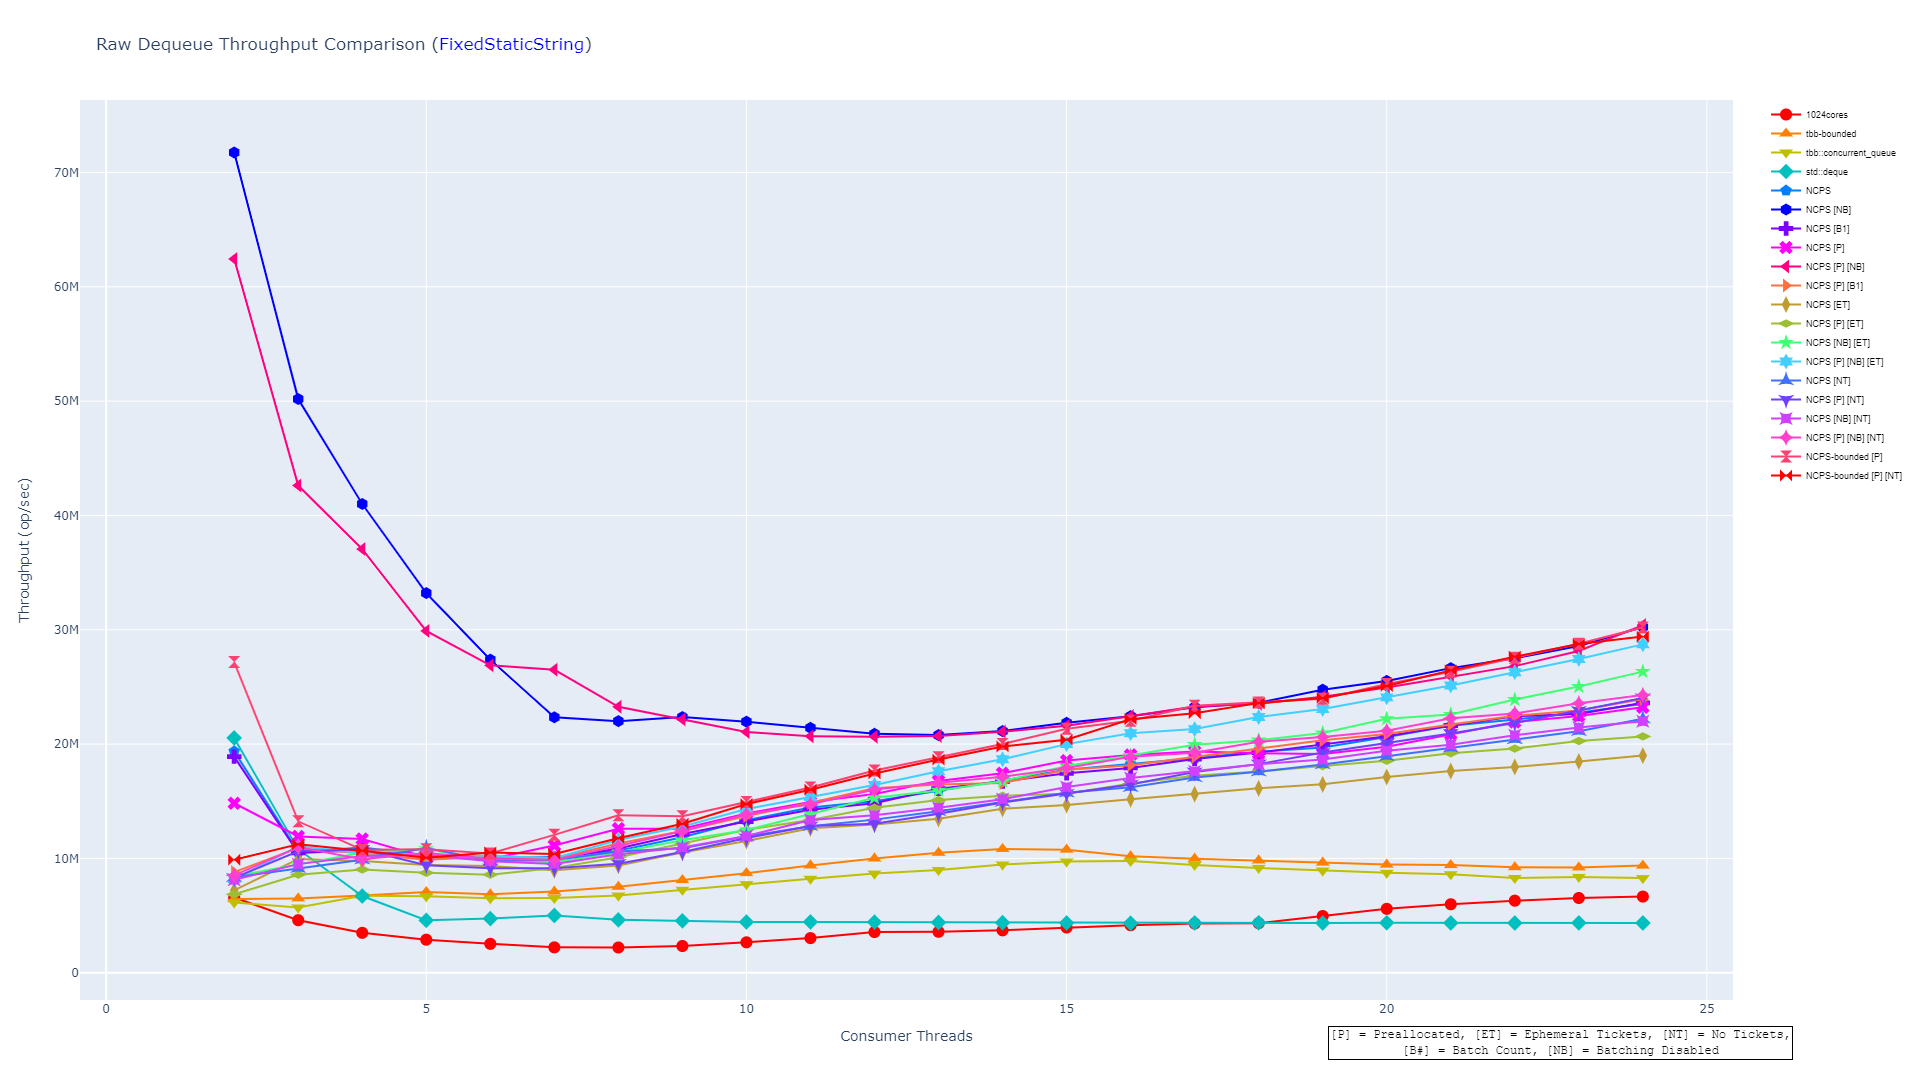 Raw Dequeue Throughput Comparison (FixedStaticString)
70M
60M
50M
40M
30M
20M
10M
0
Throughput (op/sec)
0
5
10
15
20
25
Consumer Threads
1024cores
tbb-bounded
tbb::concurrent_queue
std::deque
NCPS
NCPS [NB]
NCPS [B1]
NCPS [P]
NCPS [P] [NB]
NCPS [P] [B1]
NCPS [ET]
NCPS [P] [ET]
NCPS [NB] [ET]
NCPS [P] [NB] [ET]
NCPS [NT]
NCPS [P] [NT]
NCPS [NB] [NT]
NCPS [P] [NB] [NT]
NCPS-bounded [P]
NCPS-bounded [P] [NT]
[P] = Preallocated, [ET] = Ephemeral Tickets, [NT] = No Tickets,
[B#] = Batch Count, [NB] = Batching Disabled